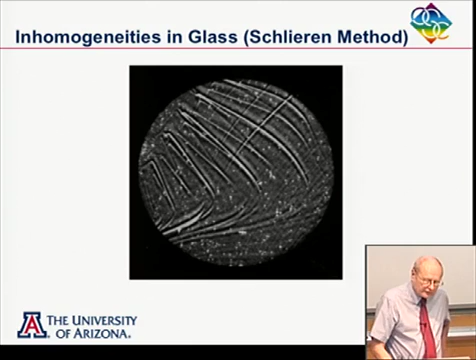 Inhomogeneities in Glass (Schlieren Method)
THE UNIVERSITY
OF ARIZONA.